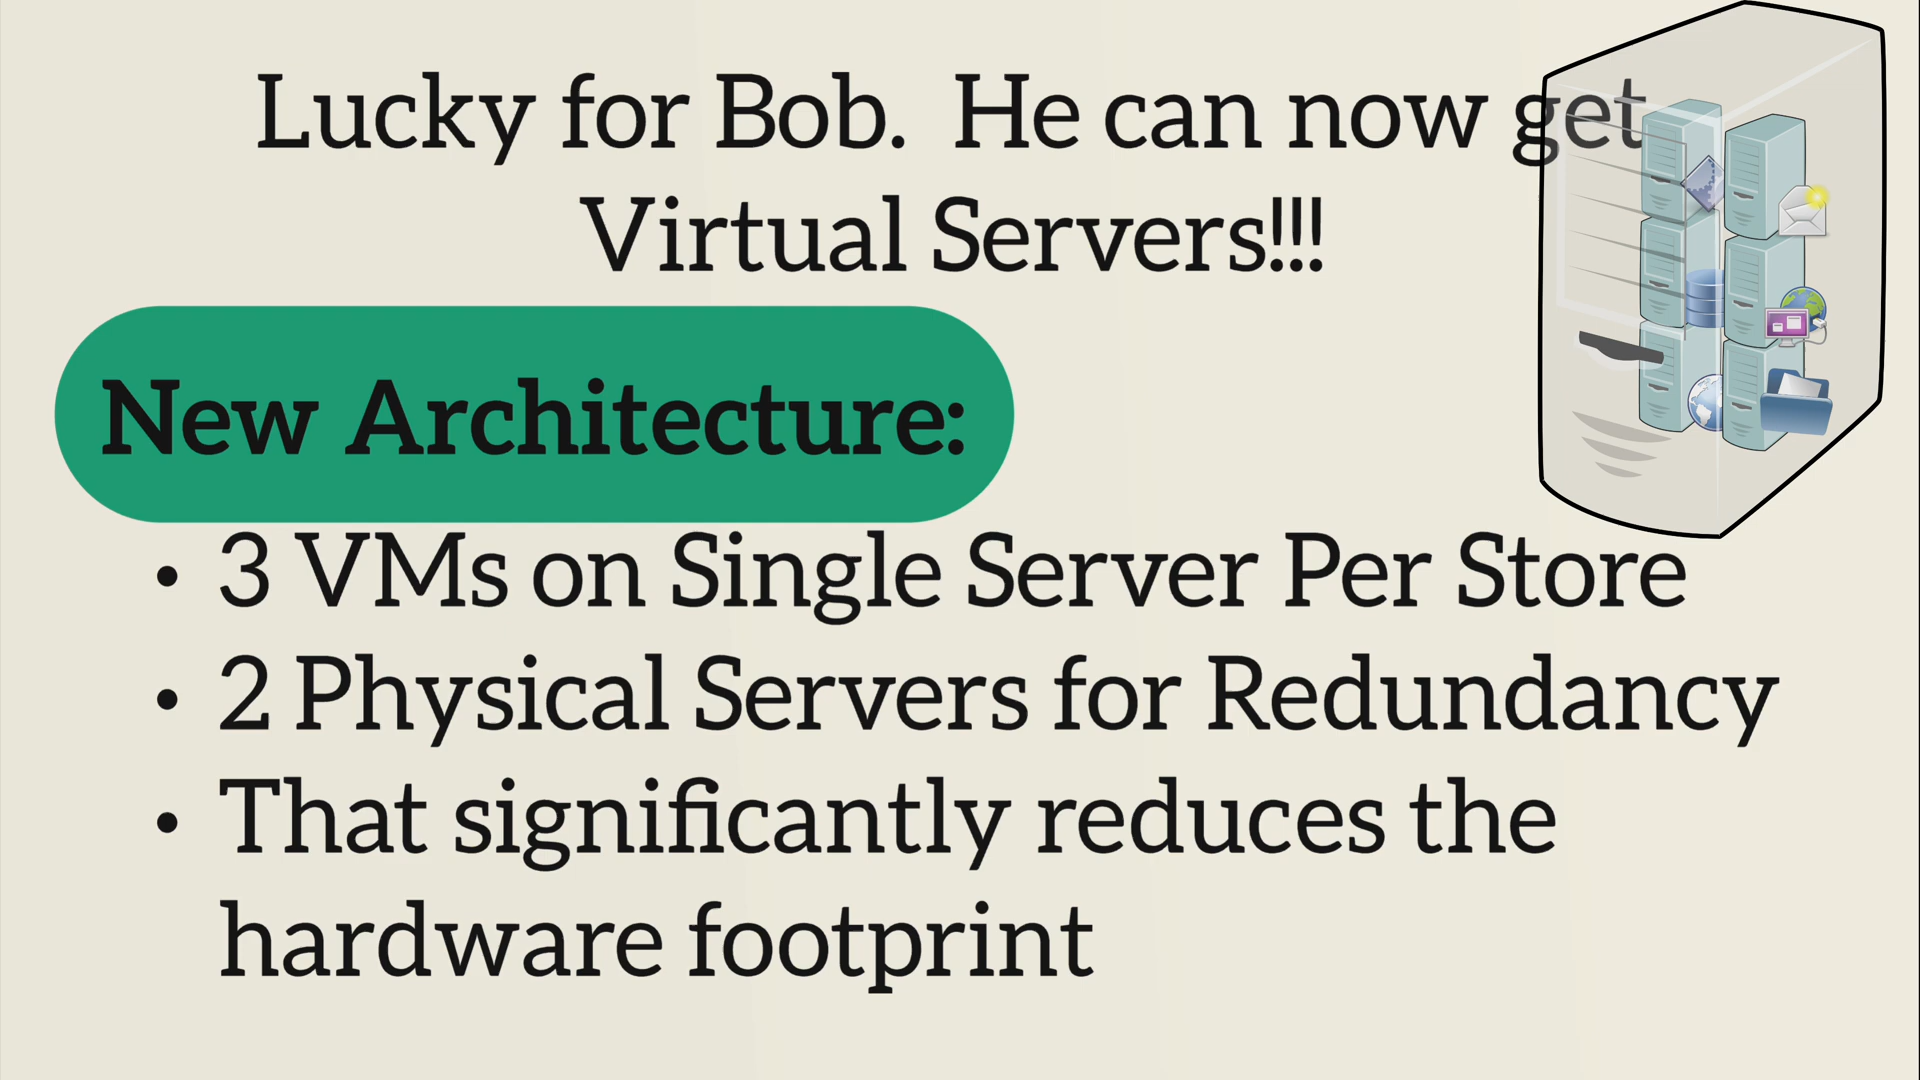 Lucky for Bob.  He can now get
Virtual Servers!!!
New Architecture:
• 3 VMs on Single Server Per Store
• 2 Physical Servers for Redundancy
• That significantly reduces the
hardware footprint